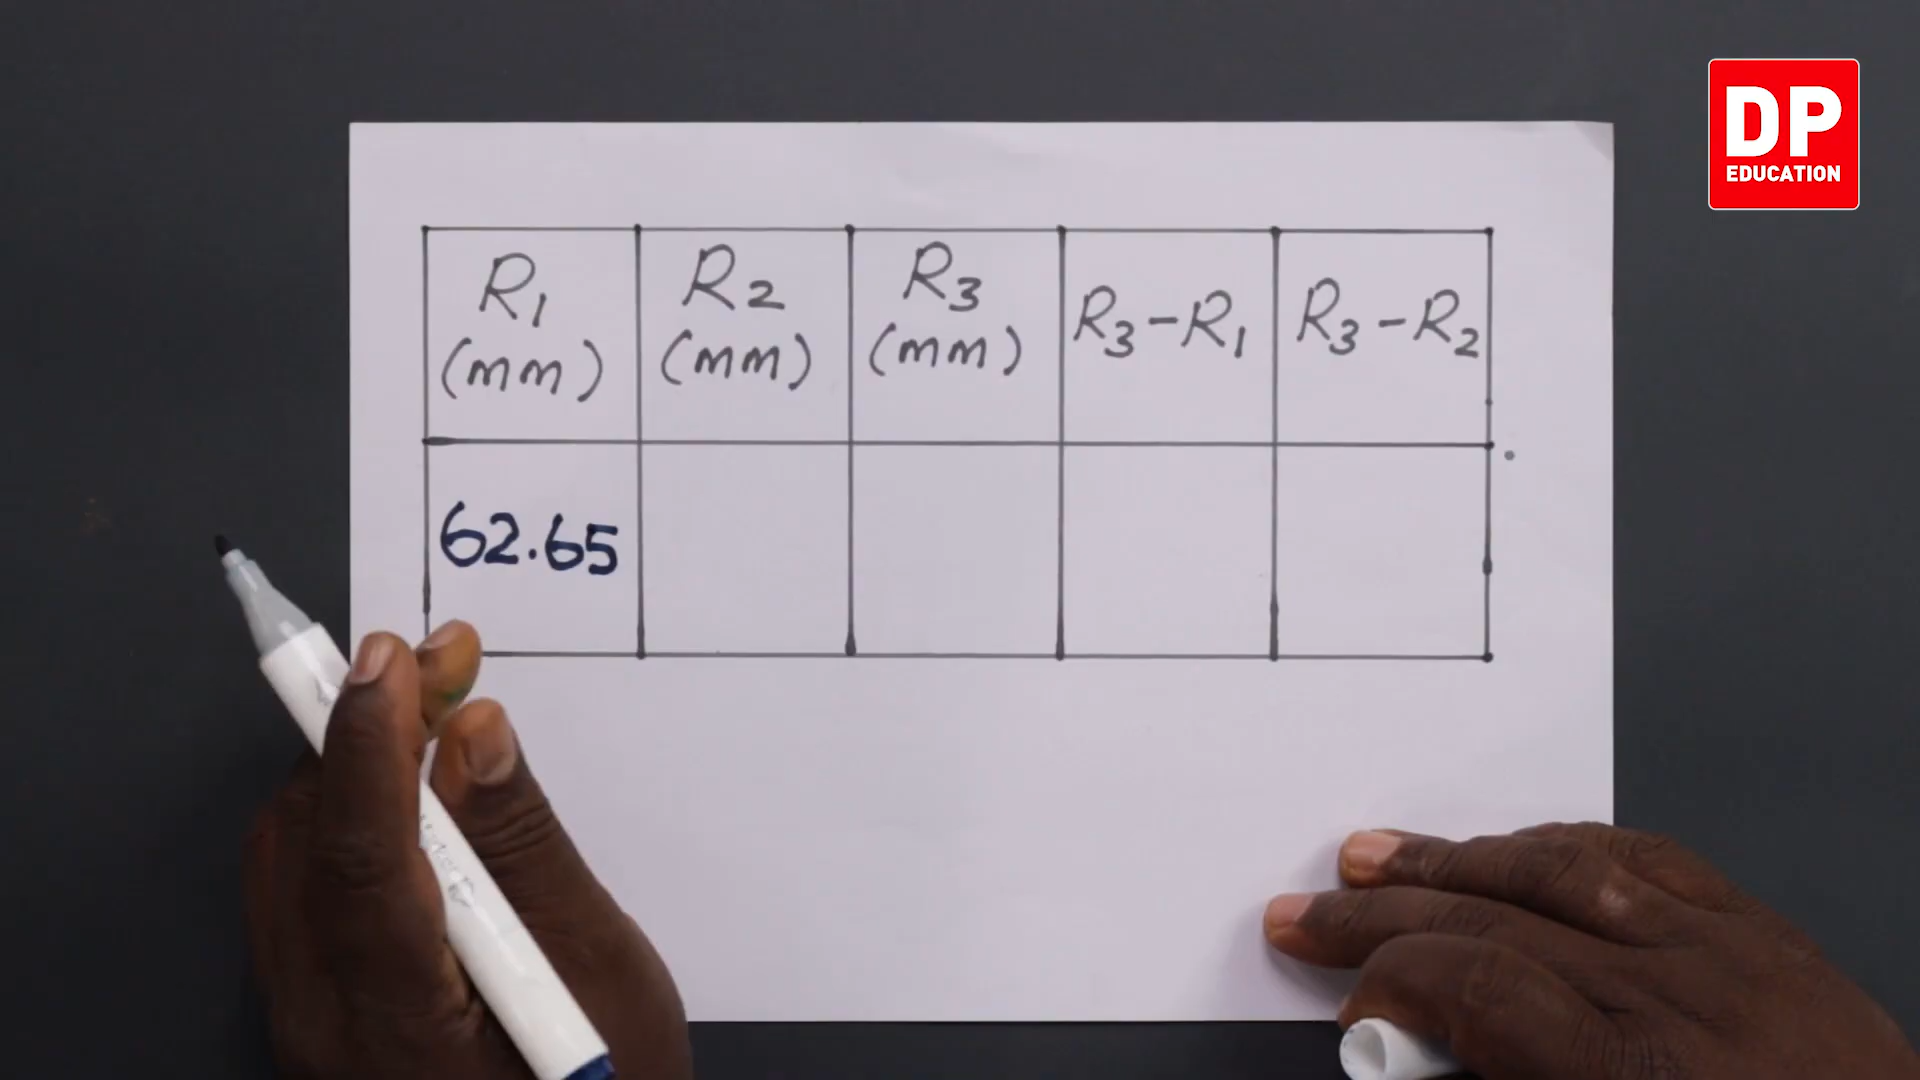 DP
EDUCATION
R1 R2 R3 R3-R1 R3-R2
(mm) (mm) (mm)
62.65